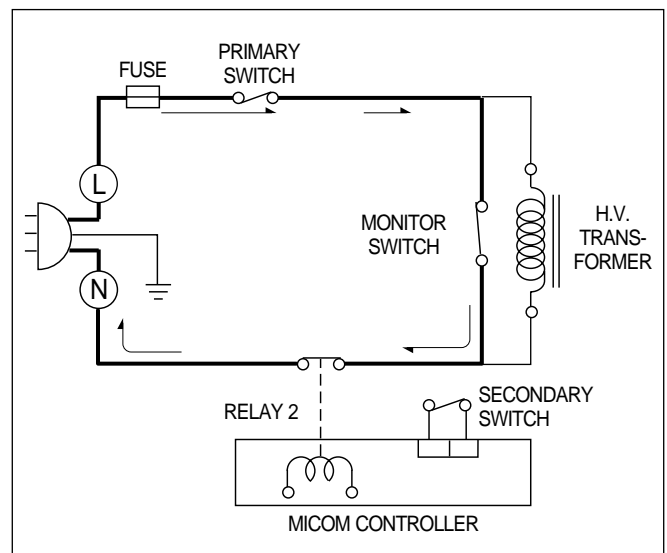 PRIMARY
SWITCH
FUSE
L
MONITOR
SWITCH
H.V.
TRANS-
FORMER
N
RELAY 2
SECONDARY
SWITCH
MICOM CONTROLLER